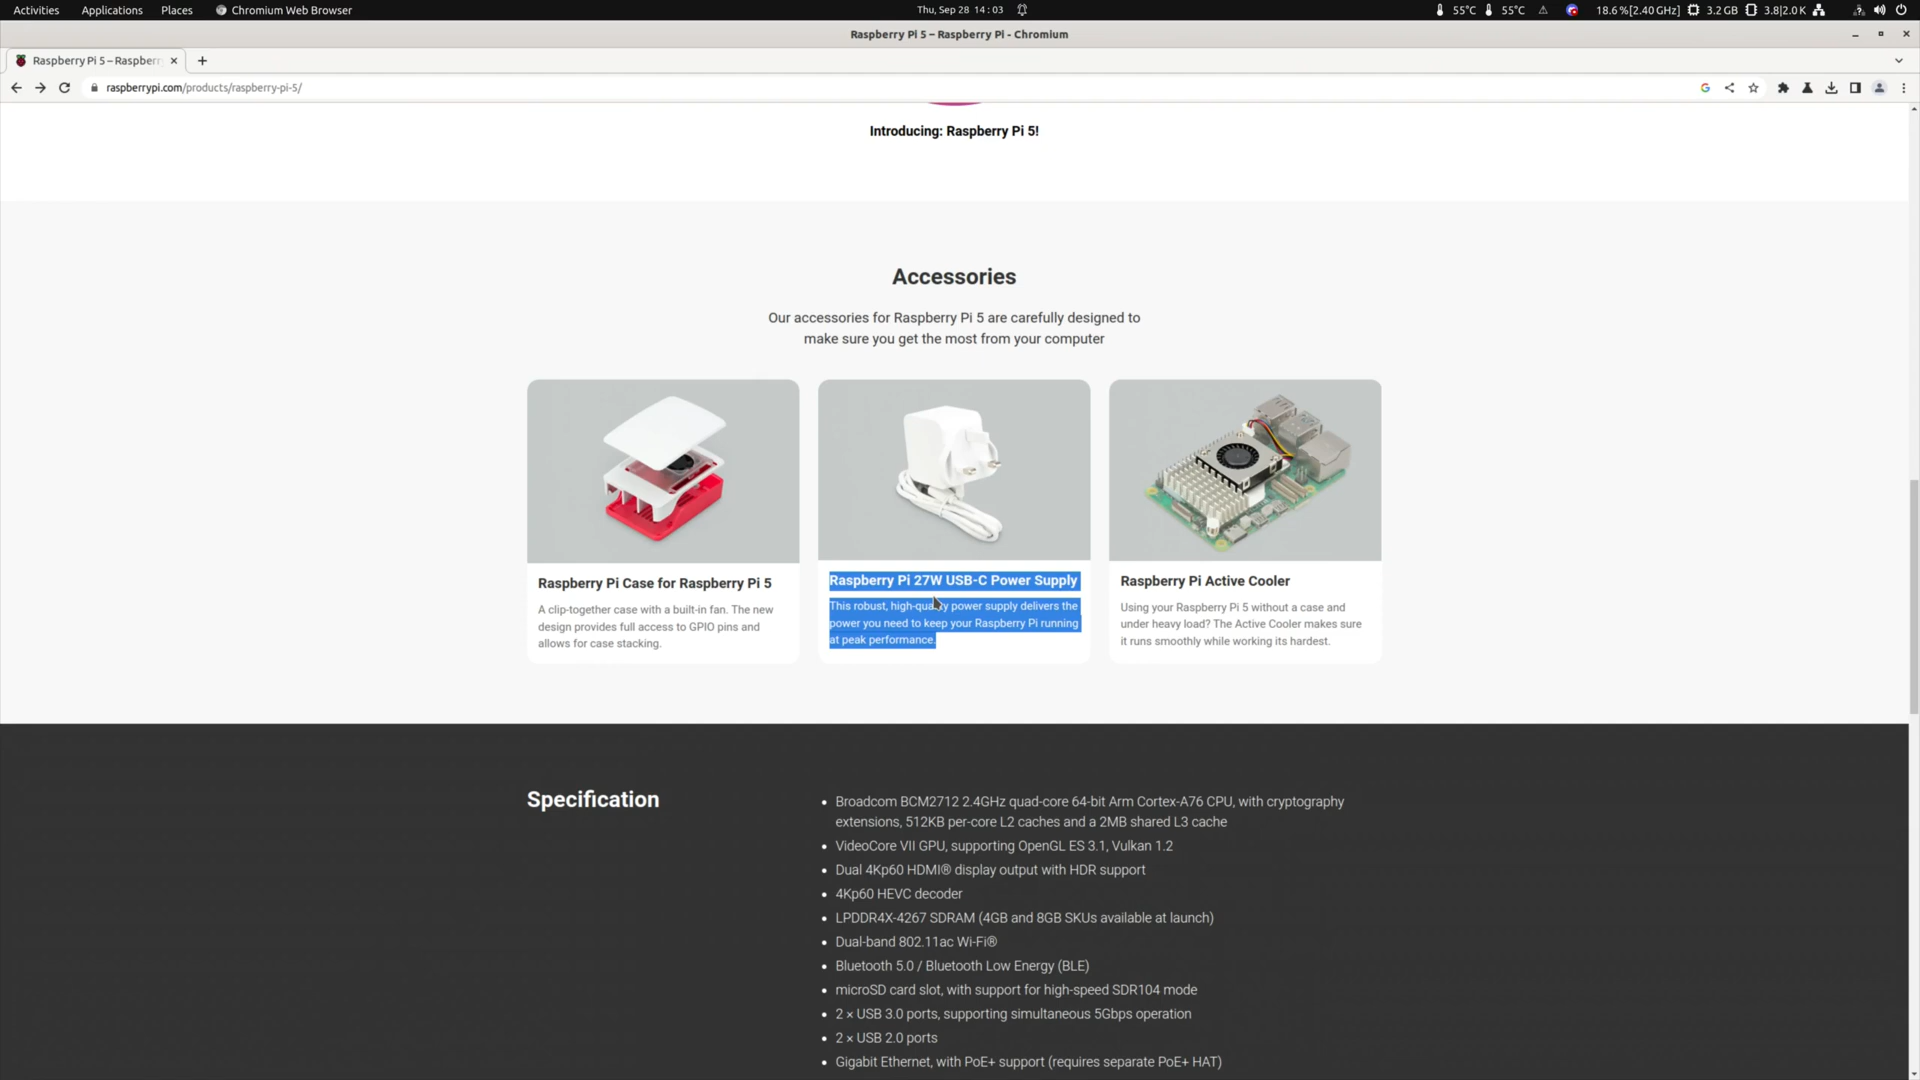 Activities Applications Places Chromium Web Browser Thu, Sep 28 14:03 55°C 55°C 18.6%[2.40 GHz] 3.2 GB 3.8|2.0 K
Raspberry Pi 5 – Raspberry Pi - Chromium
Raspberry Pi 5 – Raspberr
raspberrypi.com/products/raspberry-pi-5/
Introducing: Raspberry Pi 5!
Accessories
Our accessories for Raspberry Pi 5 are carefully designed to
make sure you get the most from your computer
Raspberry Pi Case for Raspberry Pi 5
A clip-together case with a built-in fan. The new
design provides full access to GPIO pins and
allows for case stacking.
Raspberry Pi 27W USB-C Power Supply
This robust, high-quality power supply delivers the
power you need to keep your Raspberry Pi running
at peak performance.
Raspberry Pi Active Cooler
Using your Raspberry Pi 5 without a case and
under heavy load? The Active Cooler makes sure
it runs smoothly while working its hardest.
Specification
• Broadcom BCM2712 2.4GHz quad-core 64-bit Arm Cortex-A76 CPU, with cryptography
extensions, 512KB per-core L2 caches and a 2MB shared L3 cache
• VideoCore VII GPU, supporting OpenGL ES 3.1, Vulkan 1.2
• Dual 4Kp60 HDMI® display output with HDR support
• 4Kp60 HEVC decoder
• LPDDR4X-4267 SDRAM (4GB and 8GB SKUs available at launch)
• Dual-band 802.11ac Wi-Fi®
• Bluetooth 5.0 / Bluetooth Low Energy (BLE)
• microSD card slot, with support for high-speed SDR104 mode
• 2 × USB 3.0 ports, supporting simultaneous 5Gbps operation
• 2 × USB 2.0 ports
• Gigabit Ethernet, with PoE+ support (requires separate PoE+ HAT)